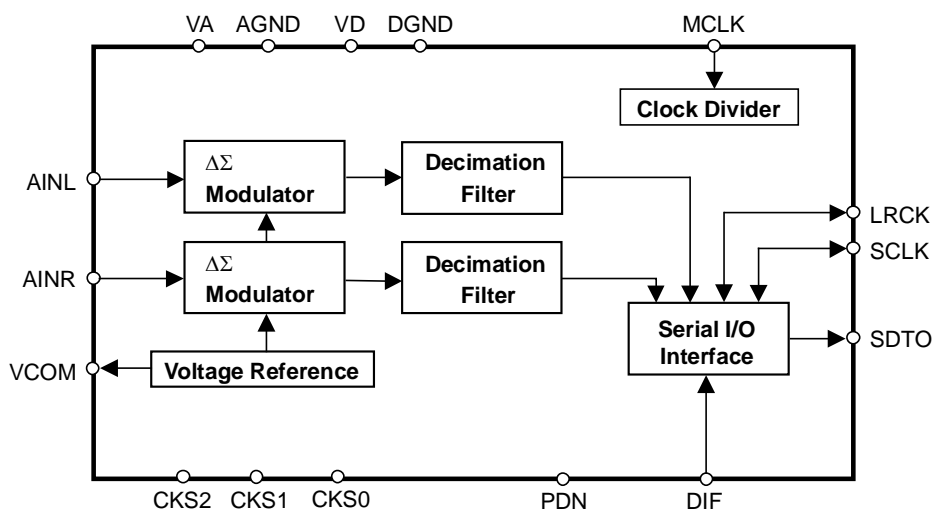 VA AGND VD DGND MCLK
Clock Divider
AINL
ΔΣ
Modulator
Decimation
Filter
LRCK
SCLK
AINR
ΔΣ
Modulator
Decimation
Filter
Serial I/O
Interface
SDTO
VCOM
Voltage Reference
CKS2 CKS1 CKS0 PDN DIF